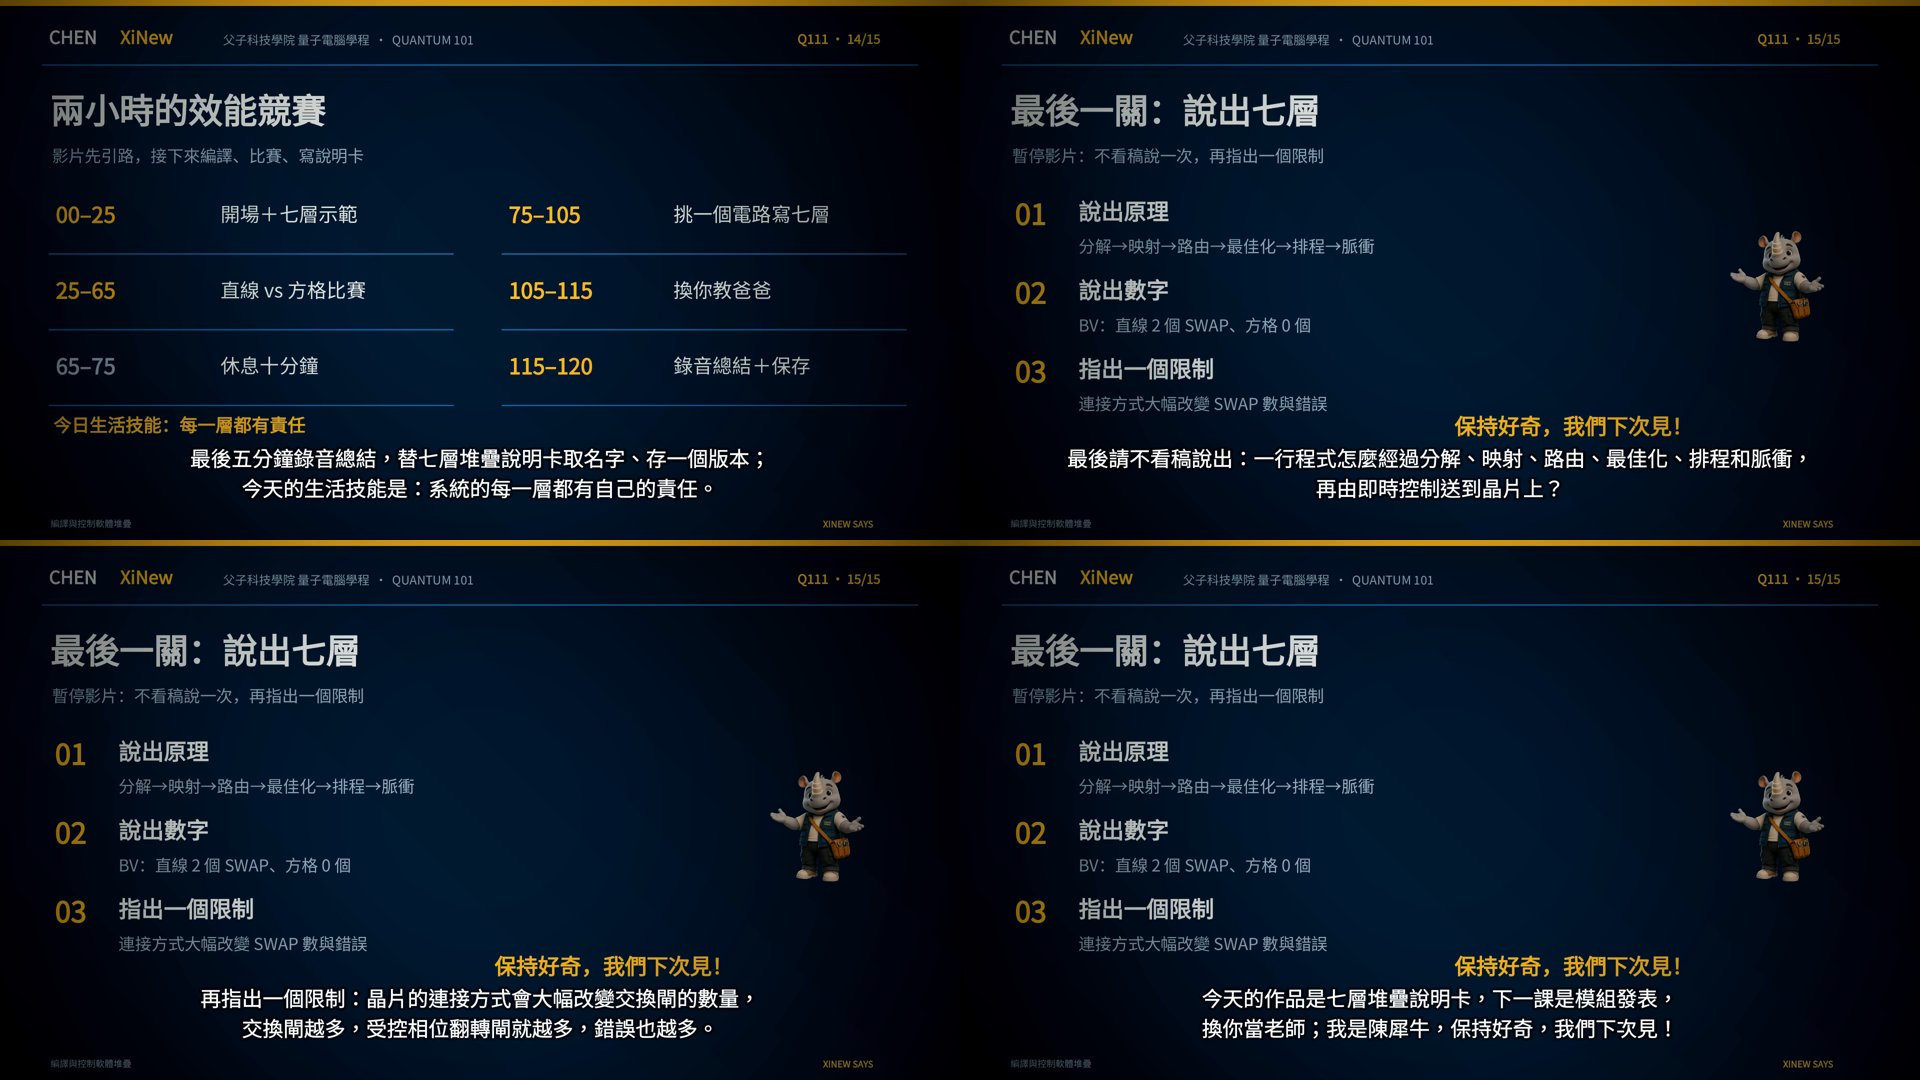 CHEN XiNew 父子科技學院 量子電腦學程 · QUANTUM 101 Q111 · 14/15
兩小時的效能競賽
影片先引路，接下來編譯、比賽、寫說明卡
00–25 開場＋七層示範
75–105 挑一個電路寫七層
25–65 直線 vs 方格比賽
105–115 換你教爸爸
65–75 休息十分鐘
115–120 錄音總結＋保存
今日生活技能：每一層都有責任
最後五分鐘錄音總結，替七層堆疊說明卡取名字、存一個版本；
今天的生活技能是：系統的每一層都有自己的責任。
編譯與控制軟體堆疊 XINEW SAYS
CHEN XiNew 父子科技學院 量子電腦學程 · QUANTUM 101 Q111 · 15/15
最後一關：說出七層
暫停影片：不看稿說一次，再指出一個限制
01 說出原理
分解→映射→路由→最佳化→排程→脈衝
02 說出數字
BV：直線 2 個 SWAP、方格 0 個
03 指出一個限制
連接方式大幅改變 SWAP 數與錯誤
保持好奇，我們下次見！
最後請不看稿說出：一行程式怎麼經過分解、映射、路由、最佳化、排程和脈衝，
再由即時控制送到晶片上？
編譯與控制軟體堆疊 XINEW SAYS
CHEN XiNew 父子科技學院 量子電腦學程 · QUANTUM 101 Q111 · 15/15
最後一關：說出七層
暫停影片：不看稿說一次，再指出一個限制
01 說出原理
分解→映射→路由→最佳化→排程→脈衝
02 說出數字
BV：直線 2 個 SWAP、方格 0 個
03 指出一個限制
連接方式大幅改變 SWAP 數與錯誤
保持好奇，我們下次見！
再指出一個限制：晶片的連接方式會大幅改變交換閘的數量，
交換閘越多，受控相位翻轉閘就越多，錯誤也越多。
編譯與控制軟體堆疊 XINEW SAYS
CHEN XiNew 父子科技學院 量子電腦學程 · QUANTUM 101 Q111 · 15/15
最後一關：說出七層
暫停影片：不看稿說一次，再指出一個限制
01 說出原理
分解→映射→路由→最佳化→排程→脈衝
02 說出數字
BV：直線 2 個 SWAP、方格 0 個
03 指出一個限制
連接方式大幅改變 SWAP 數與錯誤
保持好奇，我們下次見！
今天的作品是七層堆疊說明卡，下一課是模組發表，
換你當老師；我是陳犀牛，保持好奇，我們下次見！
編譯與控制軟體堆疊 XINEW SAYS